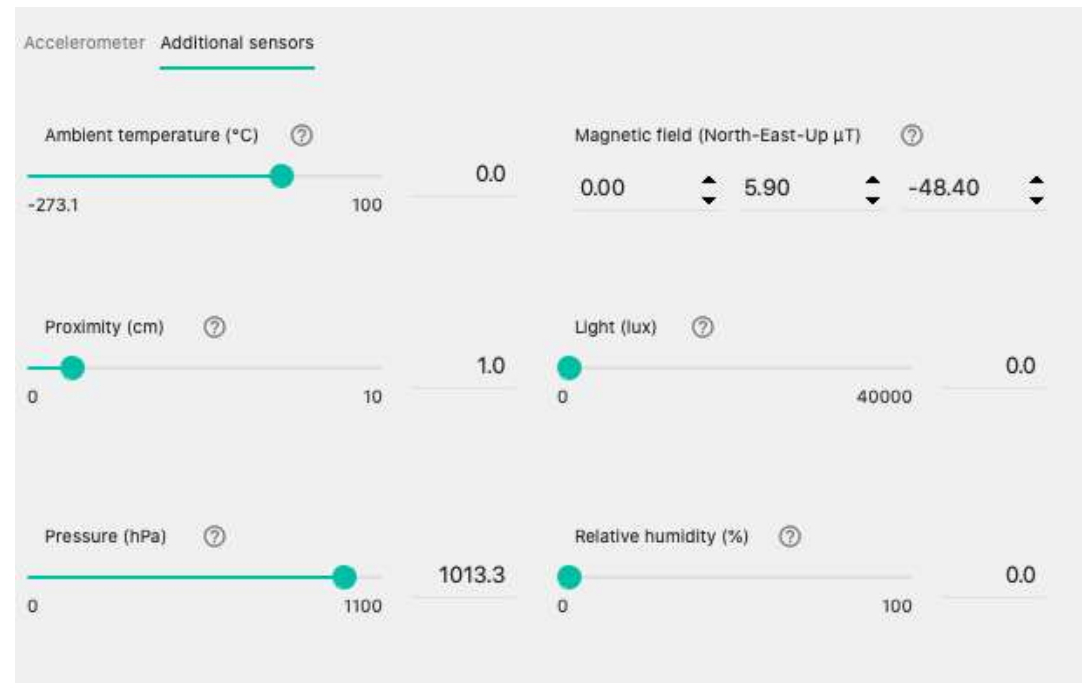 Accelerometer Additional sensors
Ambient temperature (°C) ? Magnetic field (North-East-Up µT) ?
0.0 0.00 5.90 -48.40
-273.1 100
Proximity (cm) ? Light (lux) ?
1.0 0.0
0 10 0 40000
Pressure (hPa) ? Relative humidity (%) ?
1013.3 0.0
0 1100 0 100